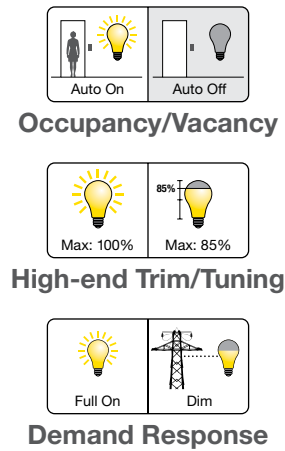 Auto On
Auto Off
Occupancy/Vacancy
85%
Max: 100%
Max: 85%
High-end Trim/Tuning
Full On
Dim
Demand Response